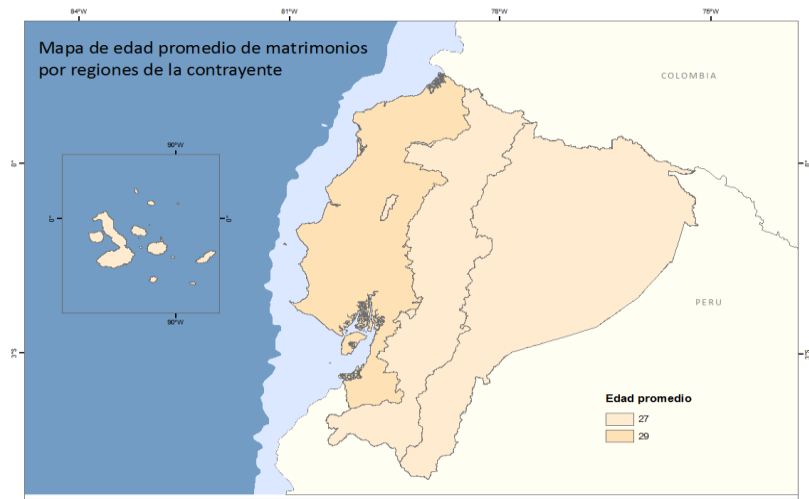 84°W
81°W
78°W
75°W
Mapa de edad promedio de matrimonios
por regiones de la contrayente
COLOMBIA
90°W
0°
0°
0°
0°
90°W
PERU
3°S
3°S
Edad promedio
27
29